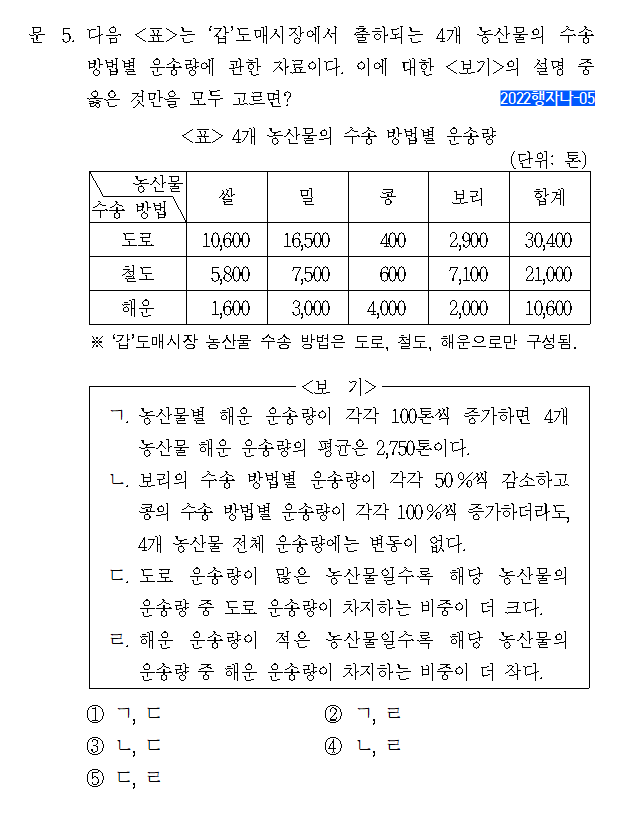 문 5. 다음 <표>는 ‘갑’도매시장에서 출하되는 4개 농산물의 수송
방법별 운송량에 관한 자료이다. 이에 대한 <보기>의 설명 중
옳은 것만을 모두 고르면?
2022행자나-05
<표> 4개 농산물의 수송 방법별 운송량
(단위: 톤)
농산물
수송 방법 쌀 밀 콩 보리 합계
도로 10,600 16,500 400 2,900 30,400
철도 5,800 7,500 600 7,100 21,000
해운 1,600 3,000 4,000 2,000 10,600
※ ‘갑’도매시장 농산물 수송 방법은 도로, 철도, 해운으로만 구성됨.
<보 기>
ㄱ. 농산물별 해운 운송량이 각각 100톤씩 증가하면 4개
농산물 해운 운송량의 평균은 2,750톤이다.
ㄴ. 보리의 수송 방법별 운송량이 각각 50 %씩 감소하고
콩의 수송 방법별 운송량이 각각 100 %씩 증가하더라도,
4개 농산물 전체 운송량에는 변동이 없다.
ㄷ. 도로 운송량이 많은 농산물일수록 해당 농산물의
운송량 중 도로 운송량이 차지하는 비중이 더 크다.
ㄹ. 해운 운송량이 적은 농산물일수록 해당 농산물의
운송량 중 해운 운송량이 차지하는 비중이 더 작다.
① ㄱ, ㄷ ② ㄱ, ㄹ
③ ㄴ, ㄷ ④ ㄴ, ㄹ
⑤ ㄷ, ㄹ